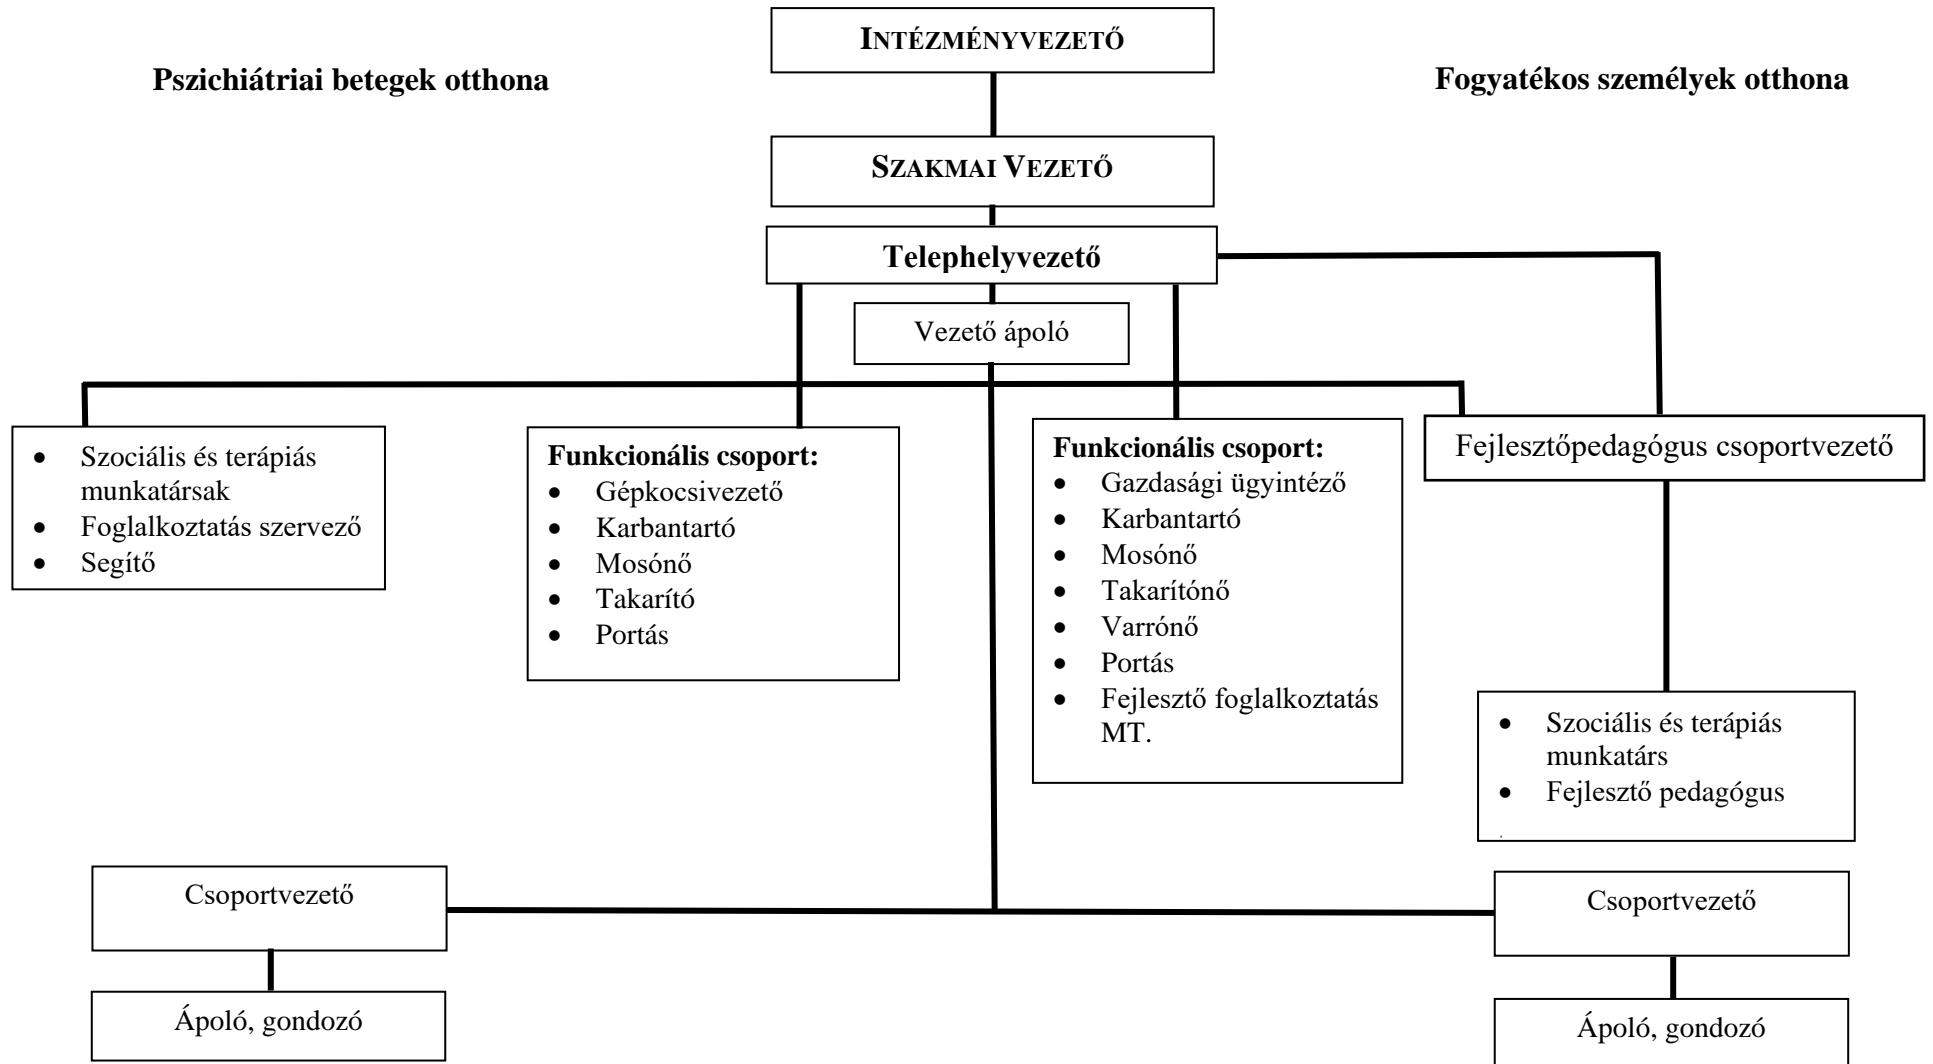 INTÉZMÉNYVEZETŐ
Pszichiátriai betegek otthona
Fogyatékos személyek otthona
SZAKMAI VEZETŐ
Telephelyvezető
Vezető ápoló
• Szociális és terápiás
munkatársak
• Foglalkoztatás szervező
• Segítő
Funkcionális csoport:
• Gépkocsivezető
• Karbantartó
• Mosónő
• Takarító
• Portás
Funkcionális csoport:
• Gazdasági ügyintéző
• Karbantartó
• Mosónő
• Takarítónő
• Varrónő
• Portás
• Fejlesztő foglalkoztatás
MT.
Fejlesztőpedagógus csoportvezető
• Szociális és terápiás
munkatárs
• Fejlesztő pedagógus
.
Csoportvezető
Ápoló, gondozó
Csoportvezető
Ápoló, gondozó